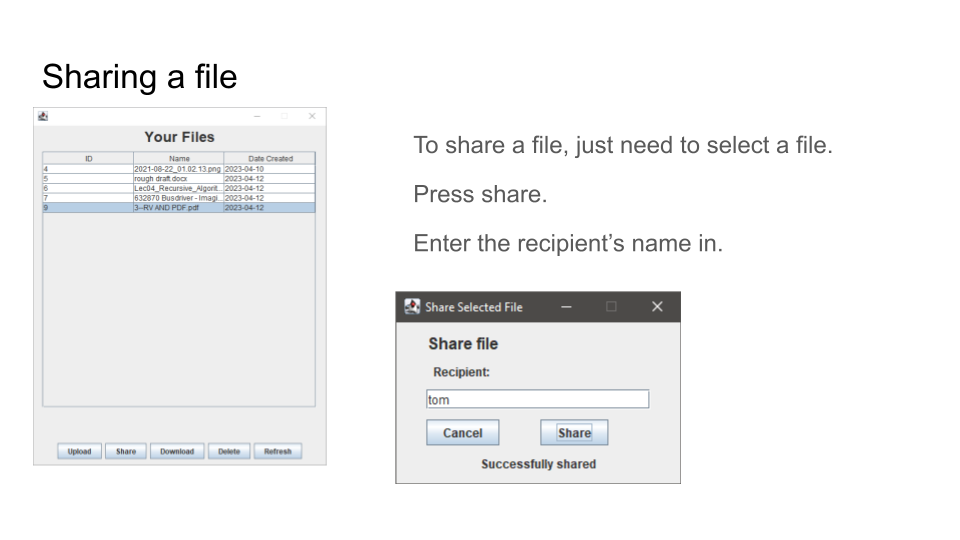 Sharing a file
Your Files
ID Name Date Created
4 2021-08-22_01.02.13.png 2023-04-10
5 rough draft.docx 2023-04-12
6 Lec04_Recursive_Algorit... 2023-04-12
7 632870 Busdriver - Imagi... 2023-04-12
9 3--RV AND PDF.pdf 2023-04-12
Upload Share Download Delete Refresh
To share a file, just need to select a file.
Press share.
Enter the recipient’s name in.
Share Selected File
Share file
Recipient:
tom
Cancel Share
Successfully shared